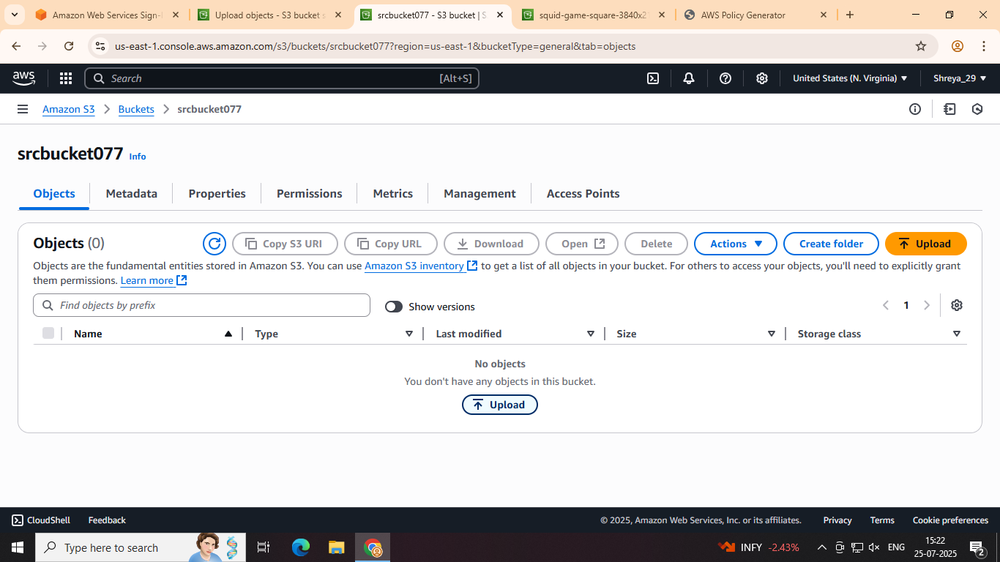 Amazon Web Services Sign-I
Upload objects - S3 bucket s
srcbucket077 - S3 bucket | S
squid-game-square-3840x21
AWS Policy Generator
us-east-1.console.aws.amazon.com/s3/buckets/srcbucket077?region=us-east-1&bucketType=general&tab=objects
aws
Search
[Alt+S]
United States (N. Virginia)
Shreya_29
Amazon S3
Buckets
srcbucket077
srcbucket077 Info
Objects
Metadata
Properties
Permissions
Metrics
Management
Access Points
Objects (0)
Copy S3 URI
Copy URL
Download
Open
Delete
Actions
Create folder
Upload
Objects are the fundamental entities stored in Amazon S3. You can use Amazon S3 inventory to get a list of all objects in your bucket. For others to access your objects, you'll need to explicitly grant
them permissions. Learn more
Find objects by prefix
Show versions
1
Name
Type
Last modified
Size
Storage class
No objects
You don't have any objects in this bucket.
Upload
CloudShell
Feedback
© 2025, Amazon Web Services, Inc. or its affiliates.
Privacy
Terms
Cookie preferences
Type here to search
INFY -2.43%
ENG
15:22
25-07-2025
2